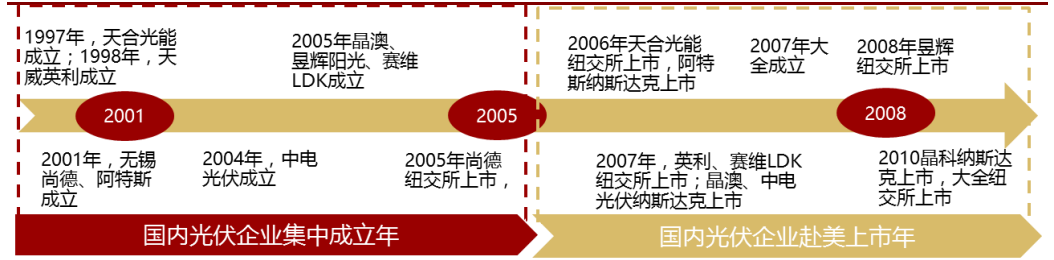 1997年，天合光能
成立；1998年，天
威英利成立
2005年晶澳、
昱辉阳光、赛维
LDK成立
2006年天合光能
纽交所上市，阿特
斯纳斯达克上市
2007年大
全成立
2008年昱辉
纽交所上市
2001
2005
2008
2001年，无锡
尚德、阿特斯
成立
2004年，中电
光伏成立
2005年尚德
纽交所上市，
2007年，英利、赛维LDK
纽交所上市；晶澳、中电
光伏纳斯达克上市
2010晶科纳斯达
克上市，大全纽
交所上市
国内光伏企业集中成立年
国内光伏企业赴美上市年